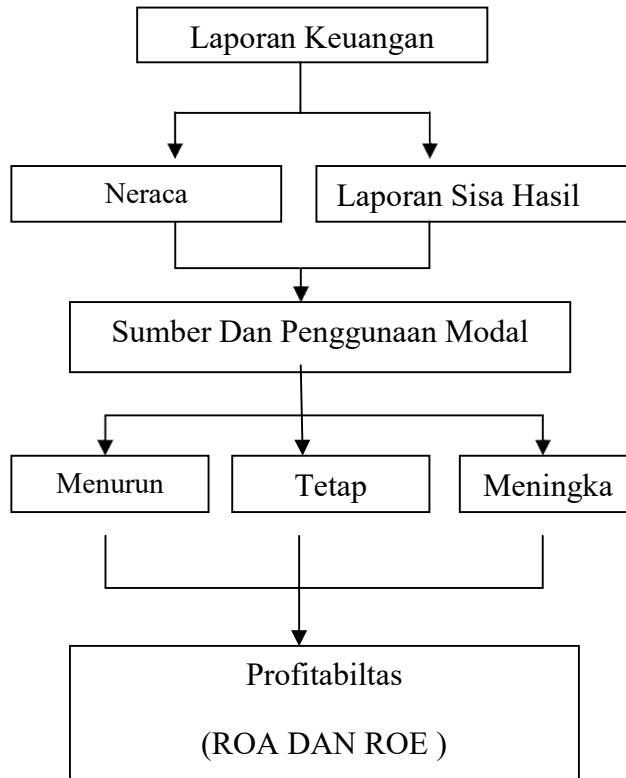 Laporan Keuangan
Neraca
Laporan Sisa Hasil
Sumber Dan Penggunaan Modal
Menurun
Tetap
Meningka
Profitabiltas
(ROA DAN ROE )